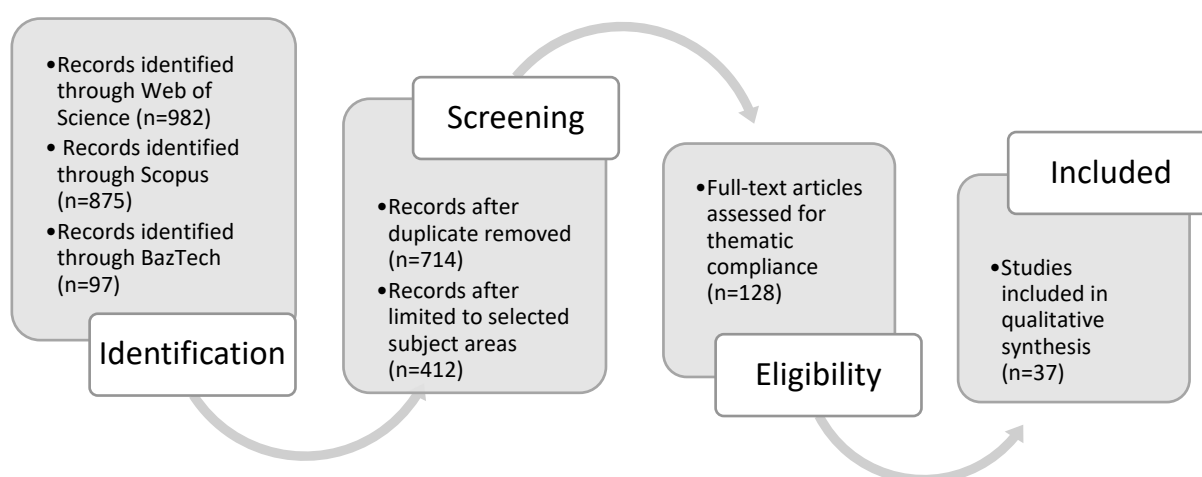 •Records identified
through Web of
Science (n=982)
• Records identified
through Scopus
(n=875)
•Records identified
through BazTech
(n=97)
Identification
Screening
•Records after
duplicate removed
(n=714)
•Records after
limited to selected
subject areas
(n=412)
•Full-text articles
assessed for
thematic
compliance
(n=128)
Eligibility
Included
•Studies
included in
qualitative
synthesis
(n=37)